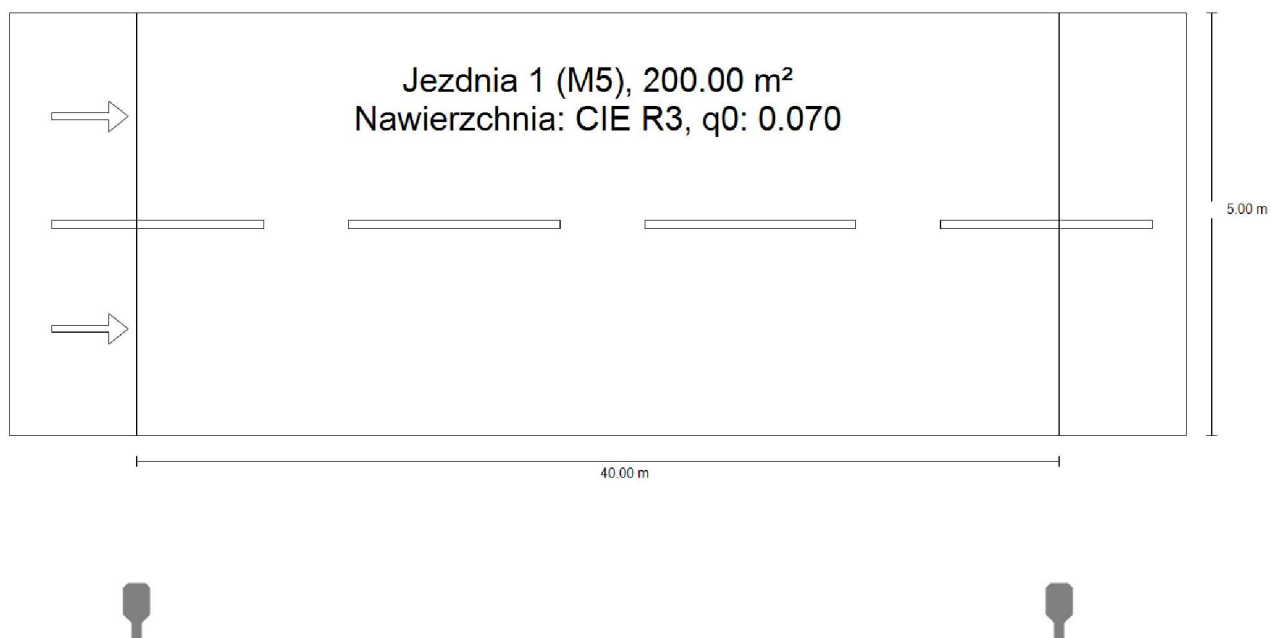 Jezdnia 1 (M5), 200.00 m²
Nawierzchnia: CIE R3, q0: 0.070
5.00 m
40.00 m